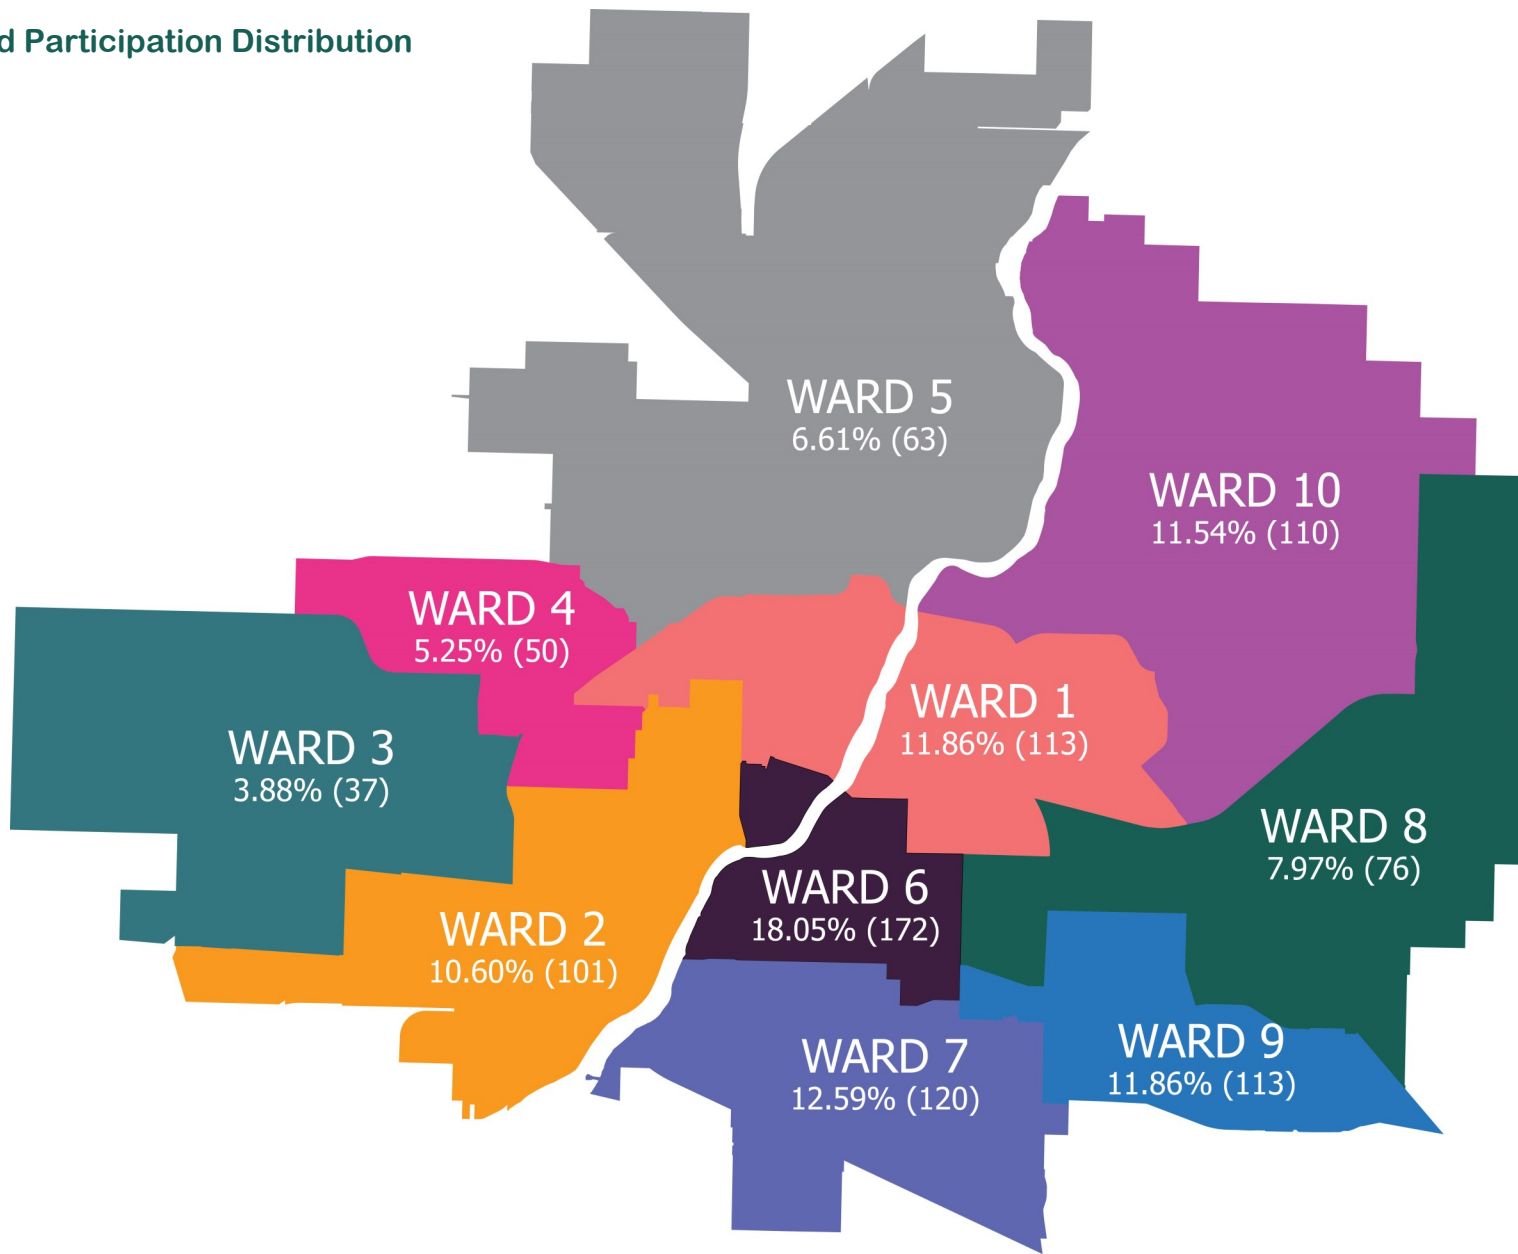 d Participation Distribution
WARD 5
6.61% (63)
WARD 10
11.54% (110)
WARD 4
5.25% (50)
WARD 1
11.86% (113)
WARD 3
3.88% (37)
WARD 8
7.97% (76)
WARD 6
18.05% (172)
WARD 2
10.60% (101)
WARD 9
11.86% (113)
WARD 7
12.59% (120)